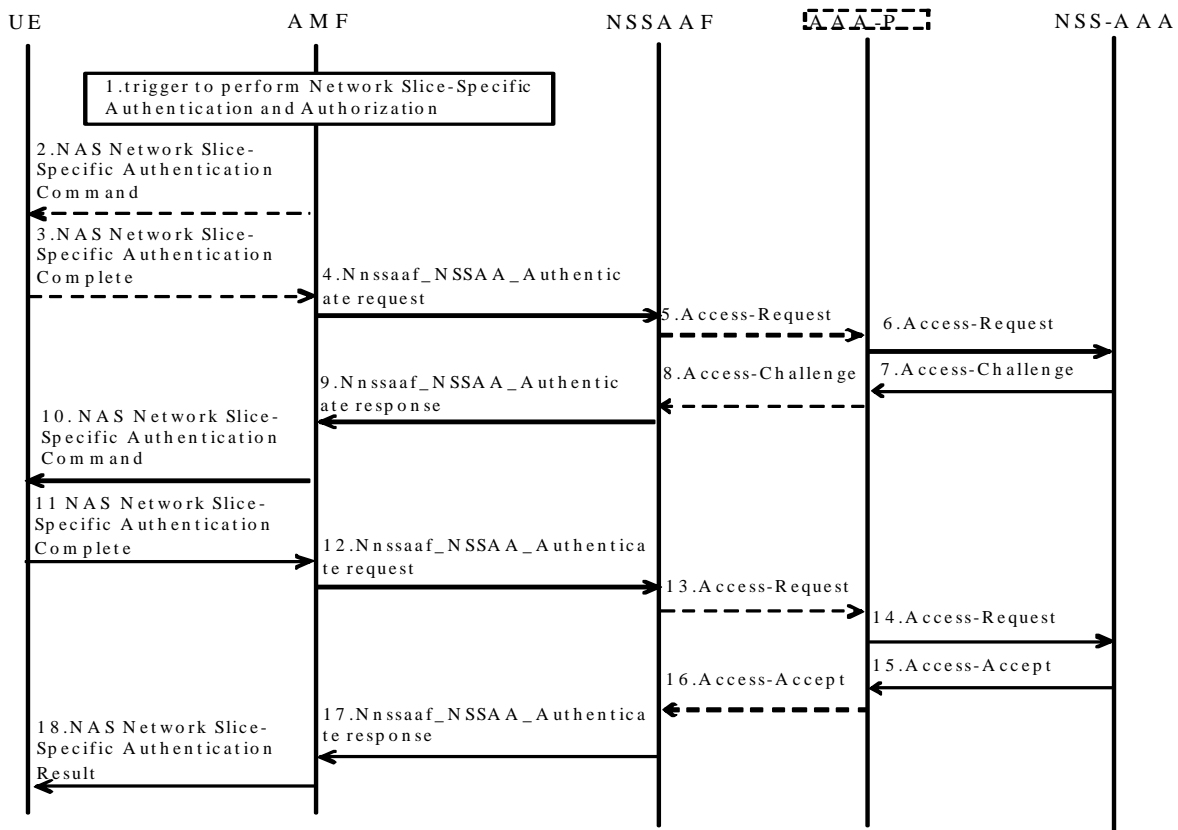 UE
AMF
NSSAAF
AAA-P
NSS-AAA
1.trigger to perform Network Slice-Specific
Authentication and Authorization
2.NAS Network Slice-
Specific Authentication
Command
3.NAS Network Slice-
Specific Authentication
Complete
4.Nnssaaf_NSSAA_Authentic
ate request
5.Access-Request
6.Access-Request
7.Access-Challenge
8.Access-Challenge
9.Nnssaaf_NSSAA_Authentic
ate response
10. NAS Network Slice-
Specific Authentication
Command
11 NAS Network Slice-
Specific Authentication
Complete
12.Nnssaaf_NSSAA_Authentica
te request
13.Access-Request
14.Access-Request
15.Access-Accept
16.Access-Accept
17.Nnssaaf_NSSAA_Authentica
te response
18.NAS Network Slice-
Specific Authentication
Result